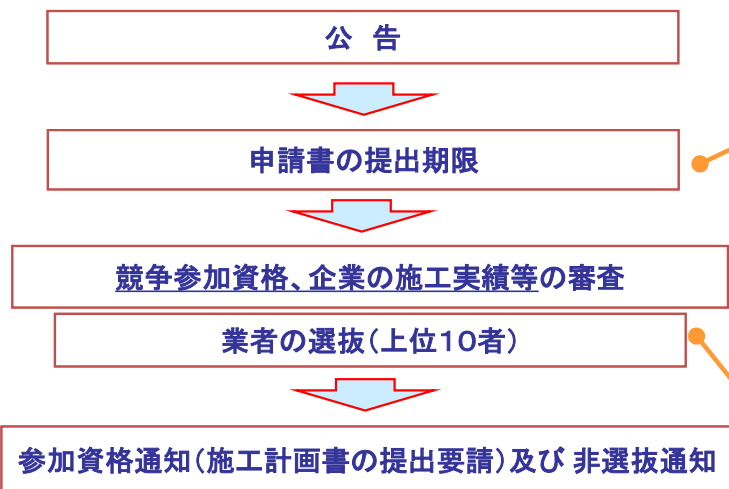 公　告
申請書の提出期限
競争参加資格、企業の施工実績等の審査
業者の選抜（上位１０者）
参加資格通知（施工計画書の提出要請）及び 非選抜通知